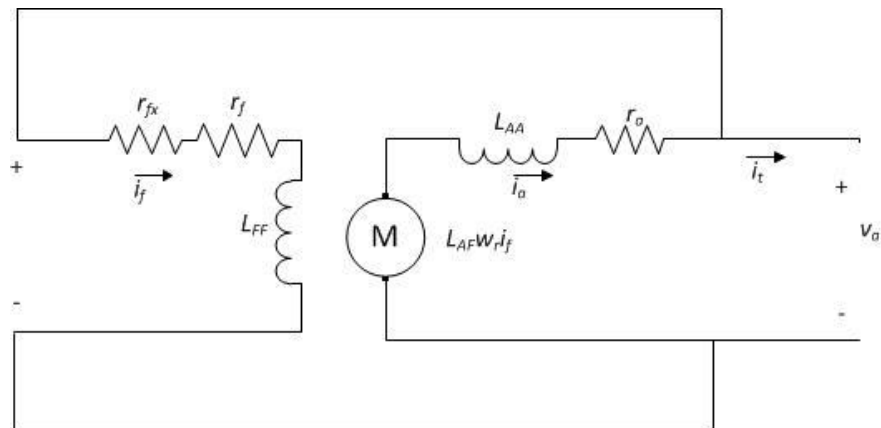 r_fx
r_f
L_AA
r_a
+
i_f
i_a
i_t
+
L_FF
M
L_AF w_r i_f
v_a
-
-